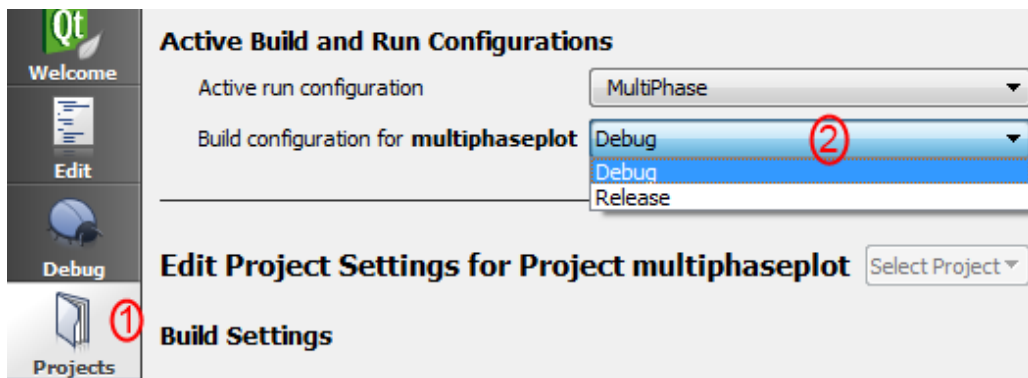 Qt
Welcome
Edit
Debug
Projects
1
Active Build and Run Configurations
Active run configuration MultiPhase
Build configuration for multiphaseplot Debug 2
Debug
Release
Edit Project Settings for Project multiphaseplot Select Project
Build Settings